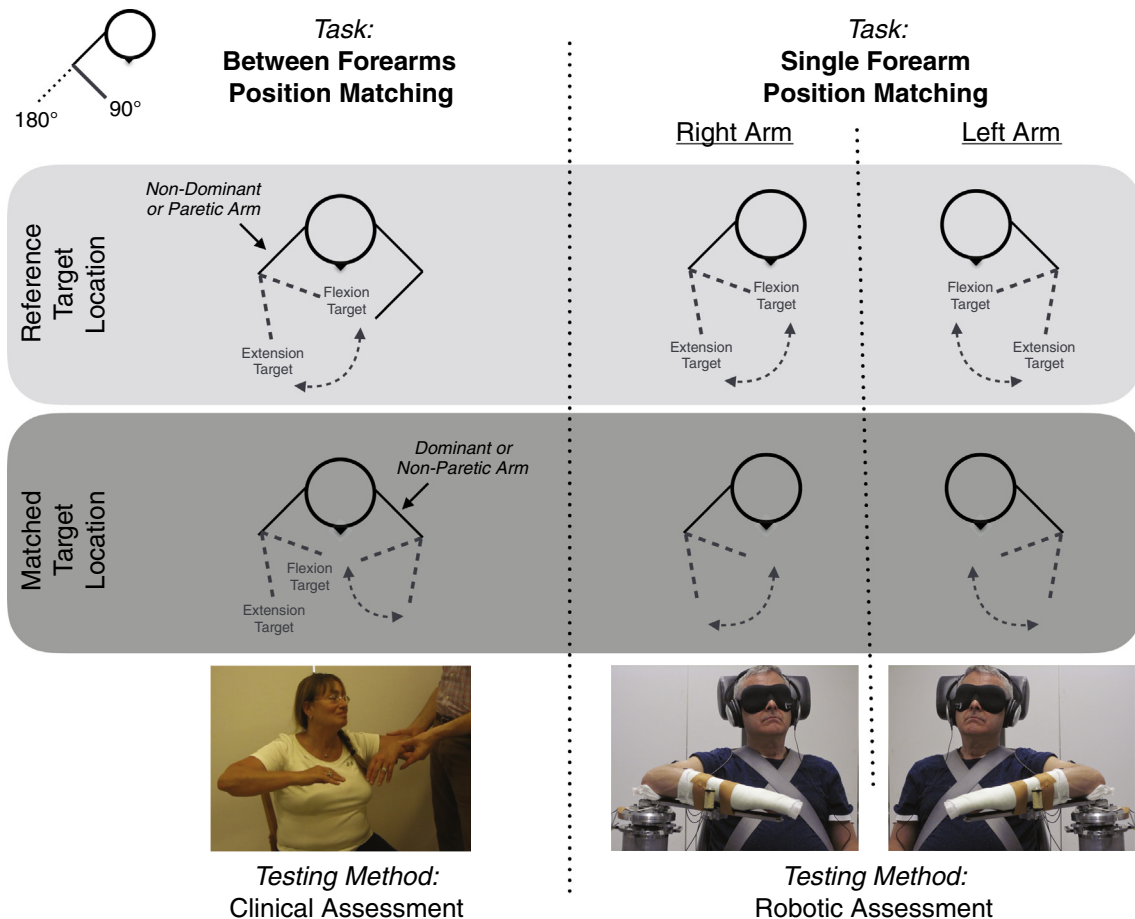 180°
90°
Task:
Between Forearms
Position Matching
Task:
Single Forearm
Position Matching
Right Arm
Left Arm
Reference
Target
Location
Non-Dominant
or Paretic Arm
Flexion
Target
Extension
Target
Flexion
Target
Extension
Target
Flexion
Target
Extension
Target
Matched
Target
Location
Dominant or
Non-Paretic Arm
Flexion
Target
Extension
Target
Testing Method:
Clinical Assessment
Testing Method:
Robotic Assessment